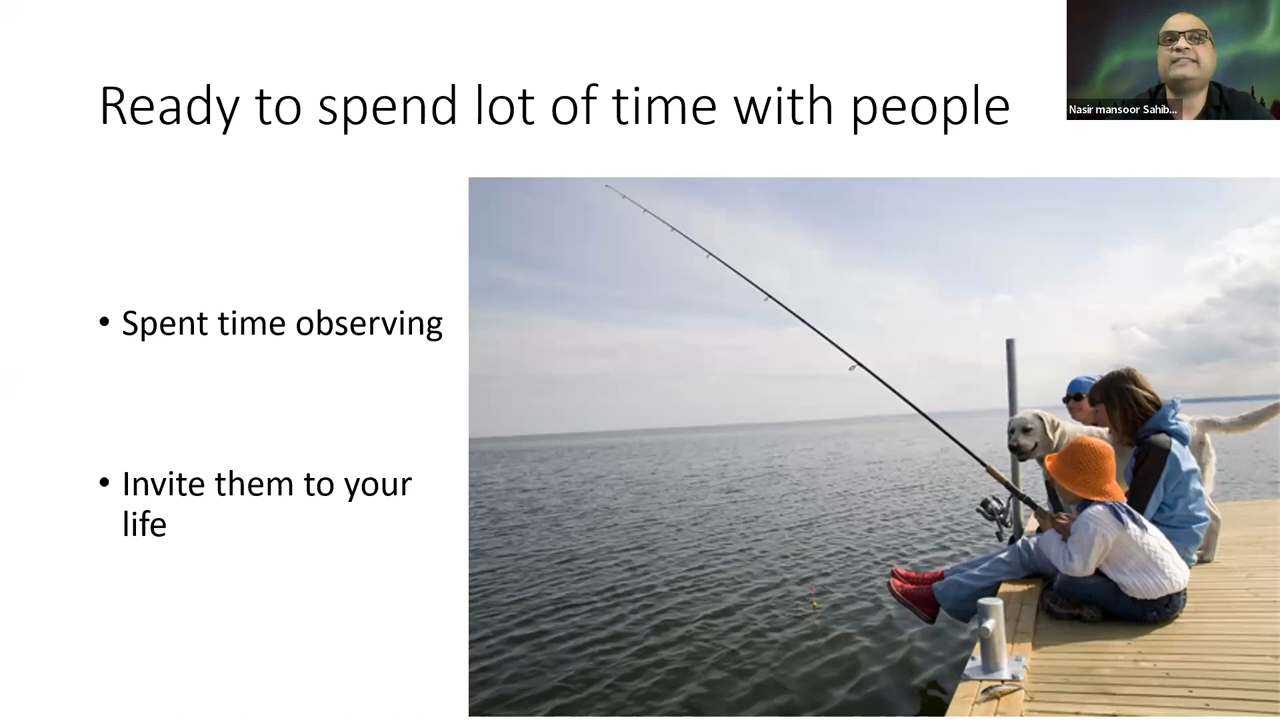 Ready to spend lot of time with people
Nasir mansoor Sahib...
• Spent time observing
• Invite them to your
life